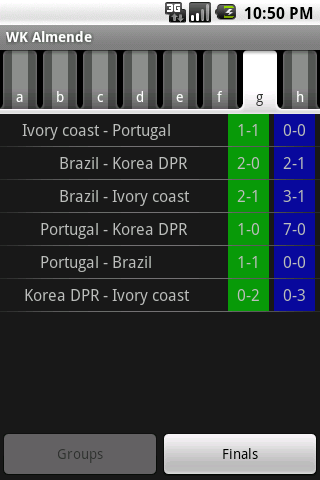 3G 10:50 PM
WK Almende
a b c d e f g h
Ivory coast - Portugal 1-1 0-0
Brazil - Korea DPR 2-0 2-1
Brazil - Ivory coast 2-1 3-1
Portugal - Korea DPR 1-0 7-0
Portugal - Brazil 1-1 0-0
Korea DPR - Ivory coast 0-2 0-3
Groups Finals